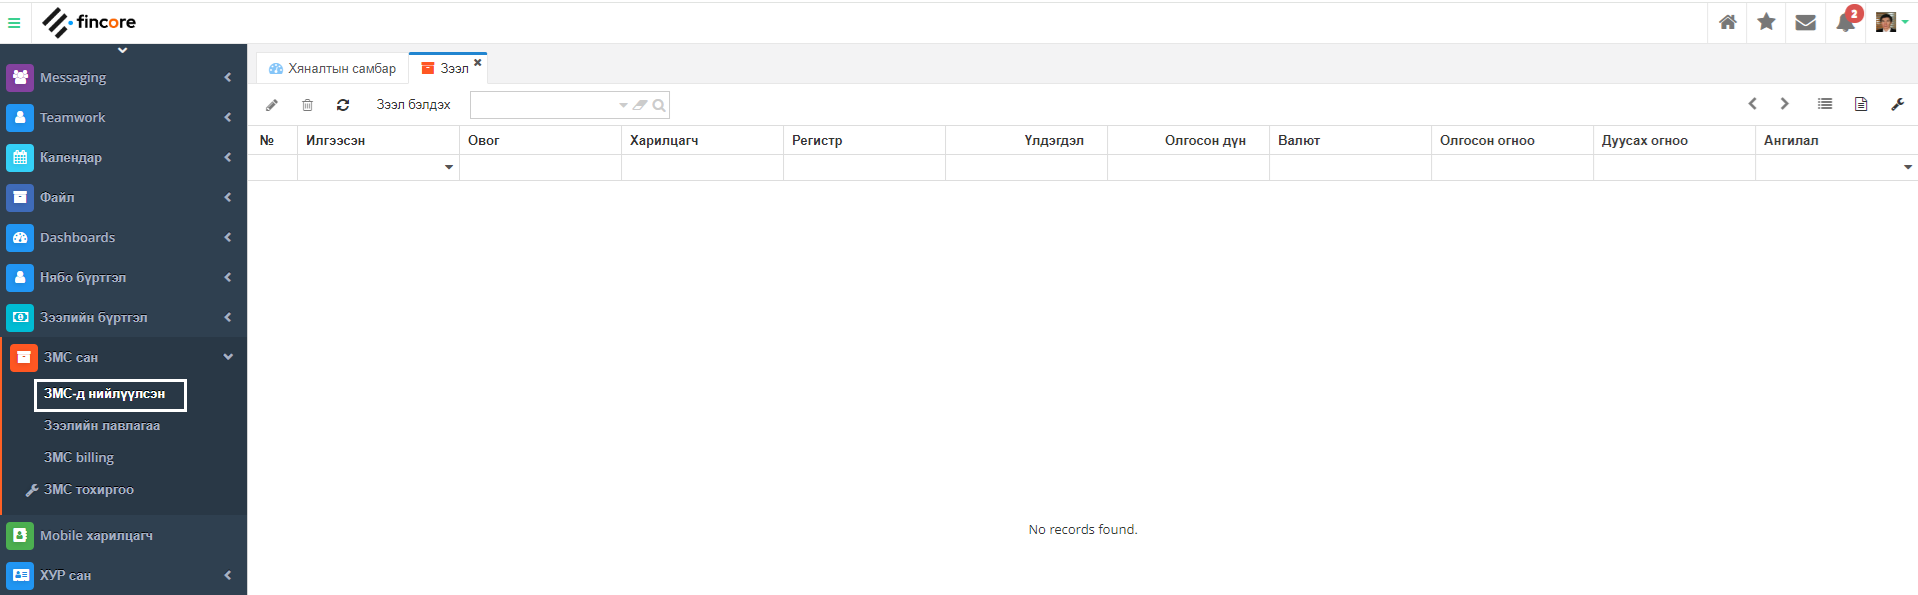 fincore
2
Messaging
Teamwork
Календар
Файл
Dashboards
Нябо бүртгэл
Зээлийн бүртгэл
ЗМС сан
ЗМС-д нийлүүлсэн
Зээлийн лавлагаа
ЗМС billing
ЗМС тохиргоо
Mobile харилцагч
ХУР сан
Хяналтын самбар
Зээл
Зээл бэлдэх
№ Илгээсэн Овог Харилцагч Регистр Үлдэгдэл Олгосон дүн Валют Олгосон огноо Дуусах огноо Ангилал
No records found.